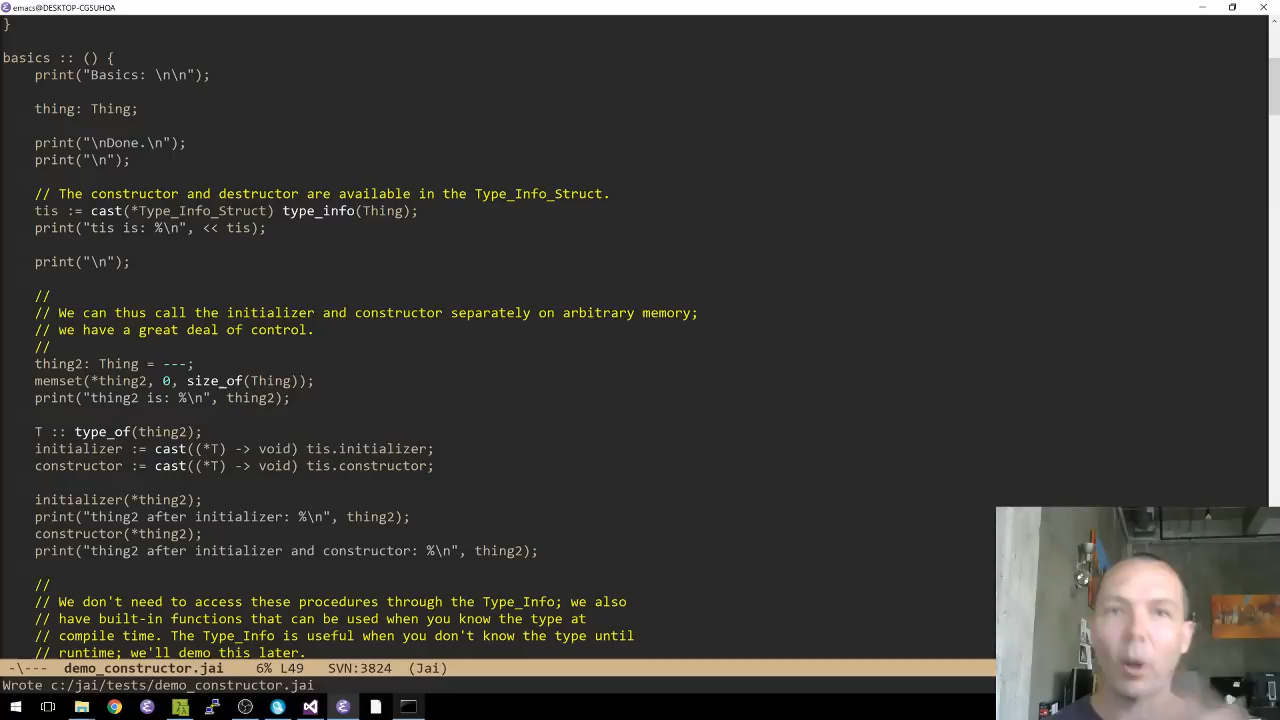 emacs@DESKTOP-CGSUHQA
}
basics :: () {
    print("Basics: \n\n");
    thing: Thing;
    print("\nDone.\n");
    print("\n");
    // The constructor and destructor are available in the Type_Info_Struct.
    tis := cast(*Type_Info_Struct) type_info(Thing);
    print("tis is: %\n", << tis);
    print("\n");
    //
    // We can thus call the initializer and constructor separately on arbitrary memory;
    // we have a great deal of control.
    //
    thing2: Thing = ---;
    memset(*thing2, 0, size_of(Thing));
    print("thing2 is: %\n", thing2);
    T :: type_of(thing2);
    initializer := cast((*T) -> void) tis.initializer;
    constructor := cast((*T) -> void) tis.constructor;
    initializer(*thing2);
    print("thing2 after initializer: %\n", thing2);
    constructor(*thing2);
    print("thing2 after initializer and constructor: %\n", thing2);
    //
    // We don't need to access these procedures through the Type_Info; we also
    // have built-in functions that can be used when you know the type at
    // compile time. The Type_Info is useful when you don't know the type until
    // runtime; we'll demo this later.
-\--- demo_constructor.jai 6% L49 SVN:3824 (Jai)
Wrote c:/jai/tests/demo_constructor.jai